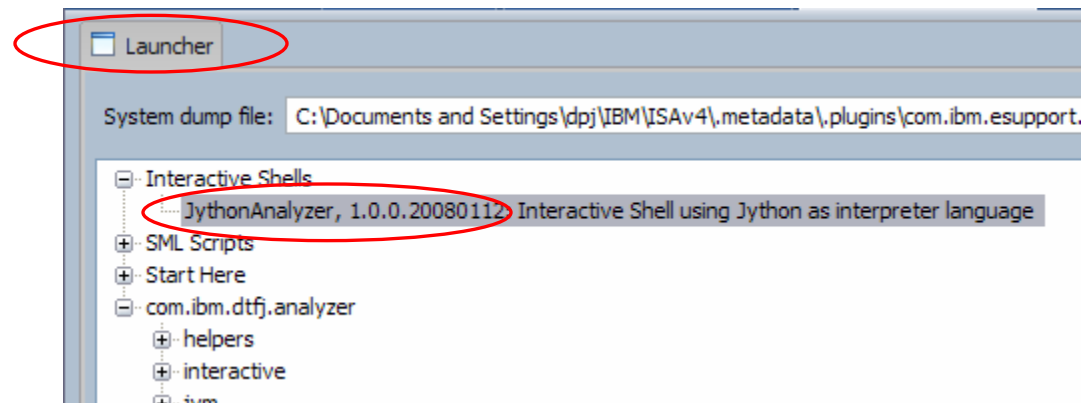 Launcher
System dump file: C:\Documents and Settings\dpj\IBM\ISAv4\.metadata\.plugins\com.ibm.esupport.
Interactive Shells
JythonAnalyzer, 1.0.0.20080112: Interactive Shell using Jython as interpreter language
SML Scripts
Start Here
com.ibm.dtfj.analyzer
helpers
interactive
jvm